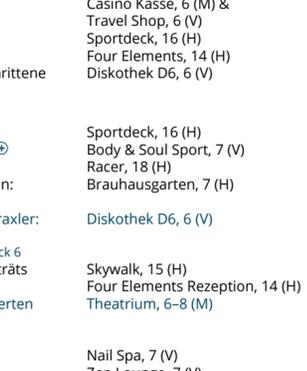 Casino Kasse, 6 (M) &
Travel Shop, 6 (V)
Sportdeck, 16 (H)
Four Elements, 14 (H)
rittene Diskothek D6, 6 (V)
Sportdeck, 16 (H)
Body & Soul Sport, 7 (V)
Racer, 18 (H)
n: Brauhausgarten, 7 (H)
raxler: Diskothek D6, 6 (V)
ck 6
träts Skywalk, 15 (H)
Four Elements Rezeption, 14 (H)
erten Theatrium, 6–8 (M)
Nail Spa, 7 (V)